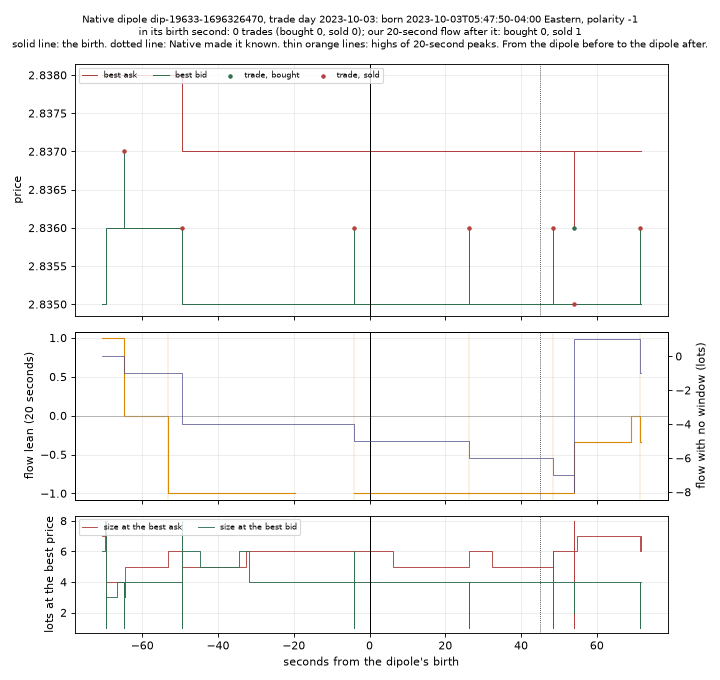 Native dipole dip-19633-1696326470, trade day 2023-10-03: born 2023-10-03T05:47:50-04:00 Eastern, polarity -1
in its birth second: 0 trades (bought 0, sold 0); our 20-second flow after it: bought 0, sold 1
solid line: the birth. dotted line: Native made it known. thin orange lines: highs of 20-second peaks. From the dipole before to the dipole after.
best ask
best bid
trade, bought
trade, sold
2.8380
2.8375
2.8370
2.8365
2.8360
2.8355
2.8350
price
1.0
0.5
0.0
−0.5
−1.0
flow lean (20 seconds)
0
−2
−4
−6
−8
flow with no window (lots)
size at the best ask
size at the best bid
8
6
4
2
lots at the best price
−60
−40
−20
0
20
40
60
seconds from the dipole's birth